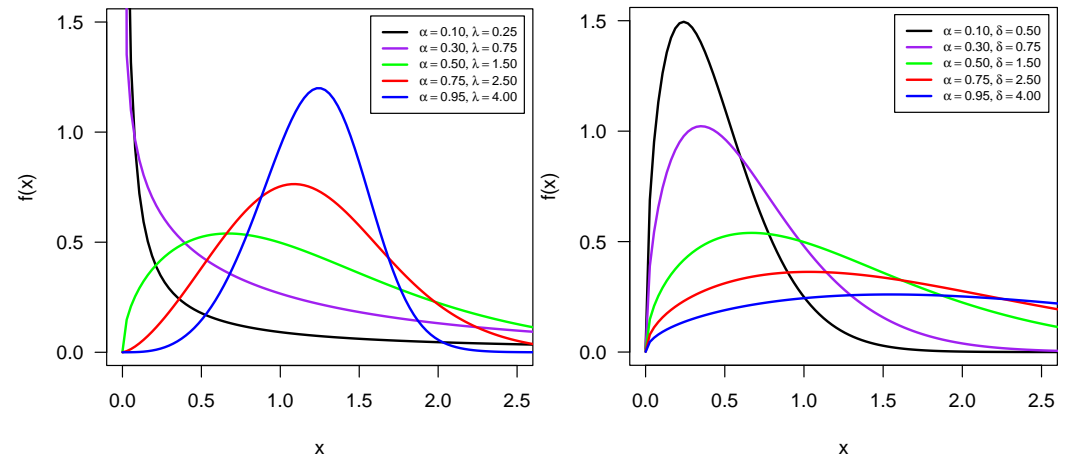 α = 0.10, λ = 0.25
α = 0.30, λ = 0.75
α = 0.50, λ = 1.50
α = 0.75, λ = 2.50
α = 0.95, λ = 4.00
f(x)
1.5
1.0
0.5
0.0
0.0 0.5 1.0 1.5 2.0 2.5
x
α = 0.10, δ = 0.50
α = 0.30, δ = 0.75
α = 0.50, δ = 1.50
α = 0.75, δ = 2.50
α = 0.95, δ = 4.00
f(x)
1.5
1.0
0.5
0.0
0.0 0.5 1.0 1.5 2.0 2.5
x